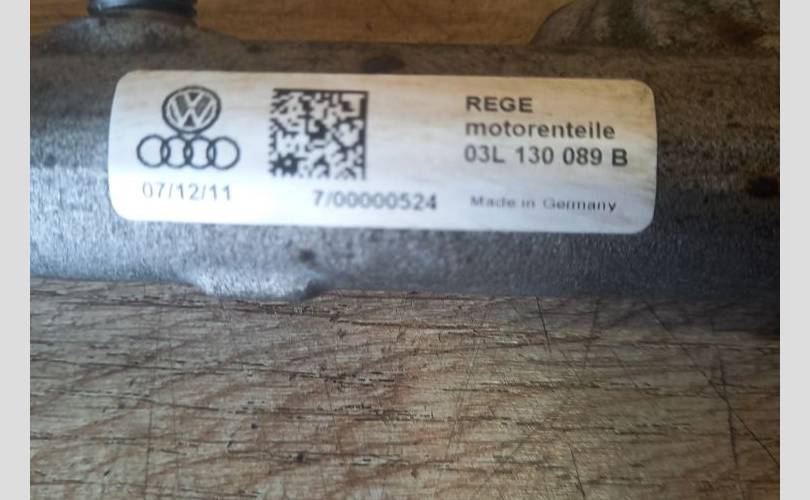 REGE
motorenteile
03L 130 089 B
07/12/11
7/00000524
Made in Germany